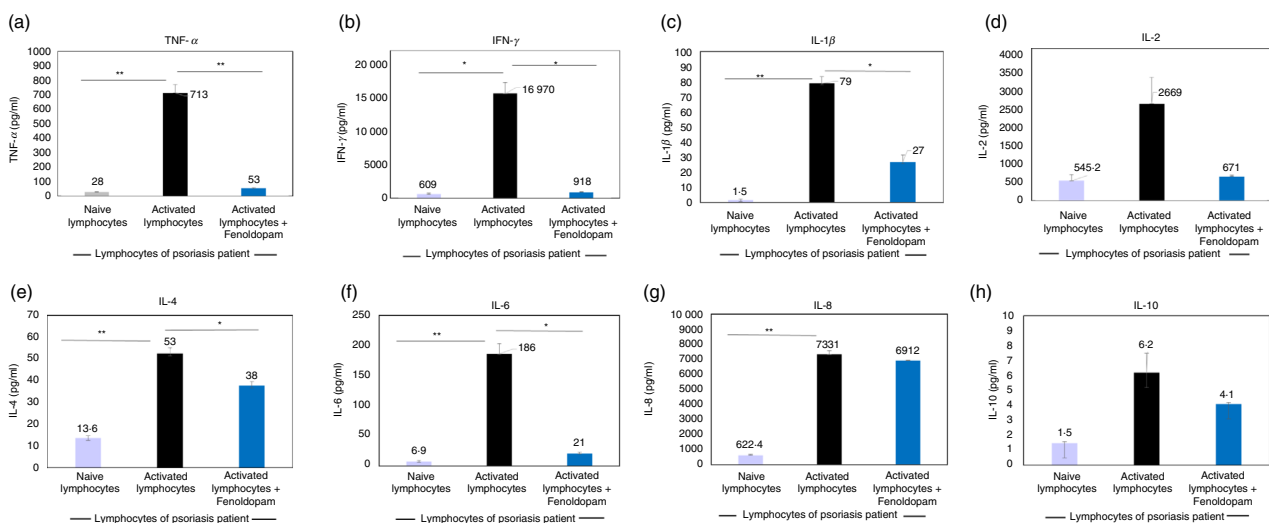 (a)
TNF-α
1000
900
800
700
600
500
400
300
200
100
0
TNF-α (pg/ml)
**
**
28
713
53
Naive lymphocytes
Activated lymphocytes
Activated lymphocytes + Fenoldopam
Lymphocytes of psoriasis patient
(b)
IFN-γ
20 000
15 000
10 000
5000
0
IFN-γ (pg/ml)
*
*
609
16 970
918
Naive lymphocytes
Activated lymphocytes
Activated lymphocytes + Fenoldopam
Lymphocytes of psoriasis patient
(c)
IL-1β
100
90
80
70
60
50
40
30
20
10
0
IL-1β (pg/ml)
**
*
1·5
79
27
Naive lymphocytes
Activated lymphocytes
Activated lymphocytes + Fenoldopam
Lymphocytes of psoriasis patient
(d)
IL-2
4000
3500
3000
2500
2000
1500
1000
500
0
IL-2 (pg/ml)
545·2
2669
671
Naive lymphocytes
Activated lymphocytes
Activated lymphocytes + Fenoldopam
Lymphocytes of psoriasis patient
(e)
IL-4
70
60
50
40
30
20
10
0
IL-4 (pg/ml)
**
*
13·6
53
38
Naive lymphocytes
Activated lymphocytes
Activated lymphocytes + Fenoldopam
Lymphocytes of psoriasis patient
(f)
IL-6
250
200
150
100
50
0
IL-6 (pg/ml)
**
*
6·9
186
21
Naive lymphocytes
Activated lymphocytes
Activated lymphocytes + Fenoldopam
Lymphocytes of psoriasis patient
(g)
IL-8
10 000
9000
8000
7000
6000
5000
4000
3000
2000
1000
0
IL-8 (pg/ml)
**
622·4
7331
6912
Naive lymphocytes
Activated lymphocytes
Activated lymphocytes + Fenoldopam
Lymphocytes of psoriasis patient
(h)
IL-10
10
9
8
7
6
5
4
3
2
1
0
IL-10 (pg/ml)
1·5
6·2
4·1
Naive lymphocytes
Activated lymphocytes
Activated lymphocytes + Fenoldopam
Lymphocytes of psoriasis patient